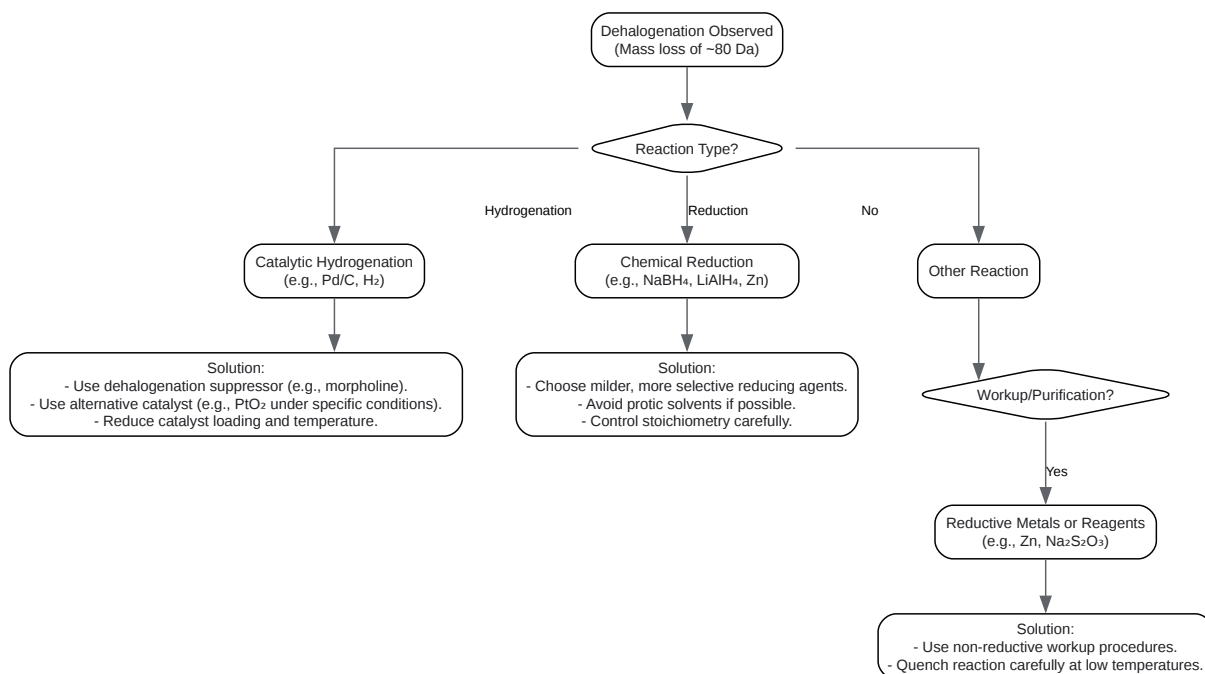 Dehalogenation Observed
(Mass loss of ~80 Da)
Reaction Type?
Hydrogenation
Reduction
No
Catalytic Hydrogenation
(e.g., Pd/C, H₂)
Chemical Reduction
(e.g., NaBH₄, LiAlH₄, Zn)
Other Reaction
Solution:
- Use dehalogenation suppressor (e.g., morpholine).
- Use alternative catalyst (e.g., PtO₂ under specific conditions).
- Reduce catalyst loading and temperature.
Solution:
- Choose milder, more selective reducing agents.
- Avoid protic solvents if possible.
- Control stoichiometry carefully.
Workup/Purification?
Yes
Reductive Metals or Reagents
(e.g., Zn, Na₂S₂O₃)
Solution:
- Use non-reductive workup procedures.
- Quench reaction carefully at low temperatures.